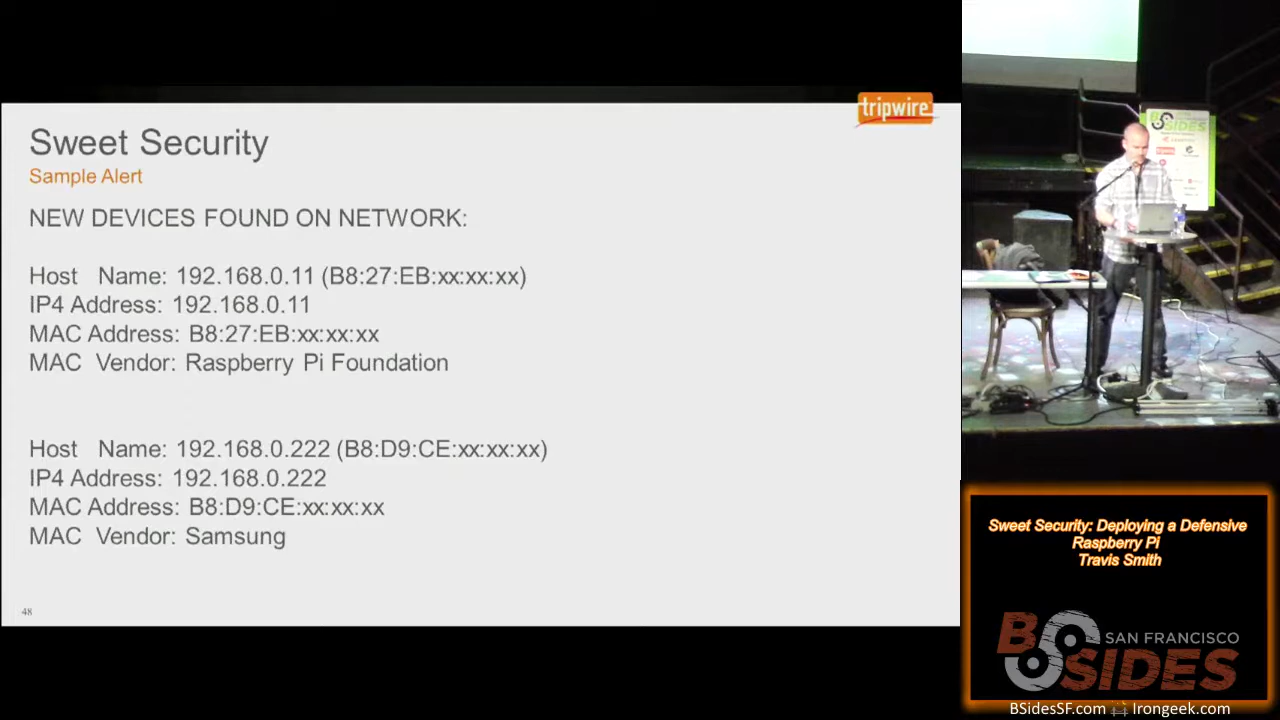 tripwire
Sweet Security
Sample Alert
NEW DEVICES FOUND ON NETWORK:
Host Name: 192.168.0.11 (B8:27:EB:xx:xx:xx)
IP4 Address: 192.168.0.11
MAC Address: B8:27:EB:xx:xx:xx
MAC Vendor: Raspberry Pi Foundation
Host Name: 192.168.0.222 (B8:D9:CE:xx:xx:xx)
IP4 Address: 192.168.0.222
MAC Address: B8:D9:CE:xx:xx:xx
MAC Vendor: Samsung
48
BSIDES
Sweet Security: Deploying a Defensive
Raspberry Pi
Travis Smith
BSIDES
SAN FRANCISCO
BSidesSF.com Irongeek.com